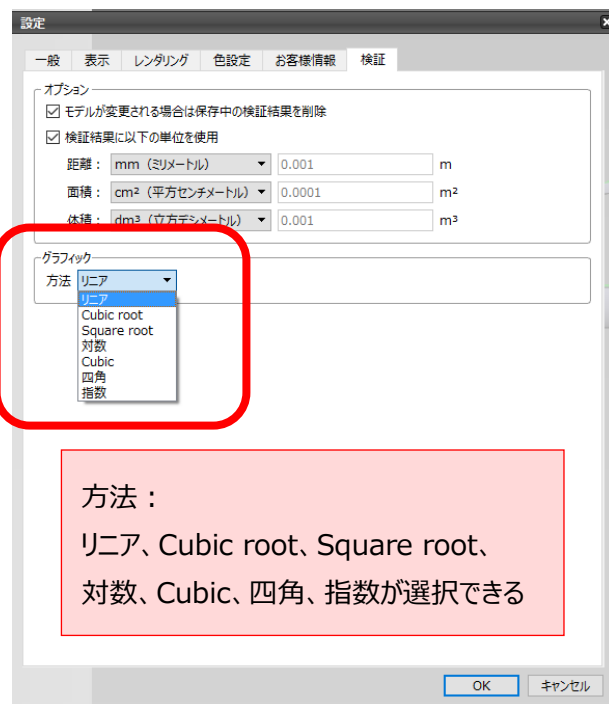 設定
一般 表示 レンダリング 色設定 お客様情報 検証
オプション
モデルが変更される場合は保存中の検証結果を削除
検証結果に以下の単位を使用
距離： mm（ミリメートル） 0.001 m
面積： cm²（平方センチメートル） 0.0001 m²
体積： dm³（立方デシメートル） 0.001 m³
グラフィック
方法 リニア
リニア
Cubic root
Square root
対数
Cubic
四角
指数
方法：
リニア、Cubic root、Square root、
対数、Cubic、四角、指数が選択できる
OK キャンセル